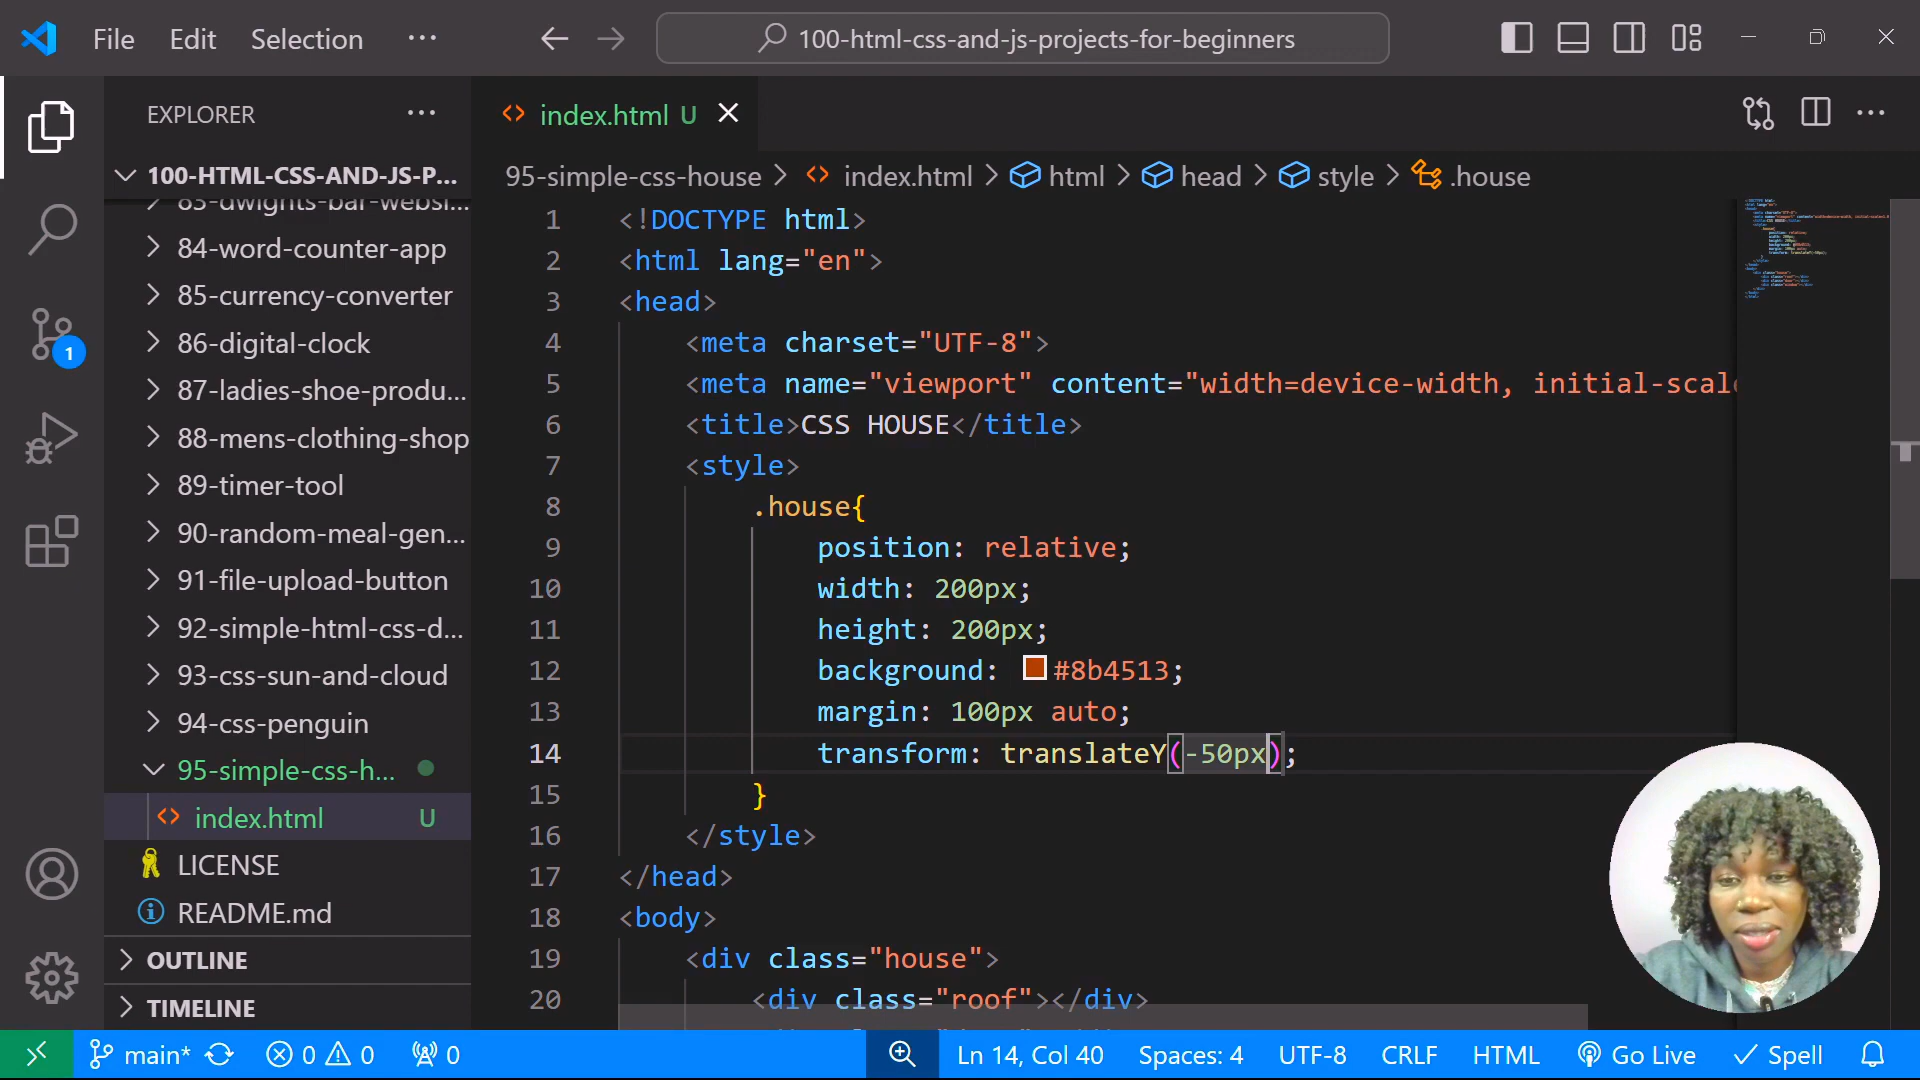 File Edit Selection ··· 100-html-css-and-js-projects-for-beginners
EXPLORER ···
100-HTML-CSS-AND-JS-P...
83-dwights-bar-websi...
84-word-counter-app
85-currency-converter
86-digital-clock
87-ladies-shoe-produ...
88-mens-clothing-shop
89-timer-tool
90-random-meal-gen...
91-file-upload-button
92-simple-html-css-d...
93-css-sun-and-cloud
94-css-penguin
95-simple-css-h...
index.html U
LICENSE
README.md
OUTLINE
TIMELINE
1
index.html U
95-simple-css-house > index.html > html > head > style > .house
1 <!DOCTYPE html>
2 <html lang="en">
3 <head>
4 <meta charset="UTF-8">
5 <meta name="viewport" content="width=device-width, initial-scale
6 <title>CSS HOUSE</title>
7 <style>
8 .house{
9 position: relative;
10 width: 200px;
11 height: 200px;
12 background: #8b4513;
13 margin: 100px auto;
14 transform: translateY(-50px);
15 }
16 </style>
17 </head>
18 <body>
19 <div class="house">
20 <div class="roof"></div>
main* 0 0 0 Ln 14, Col 40 Spaces: 4 UTF-8 CRLF HTML Go Live Spell